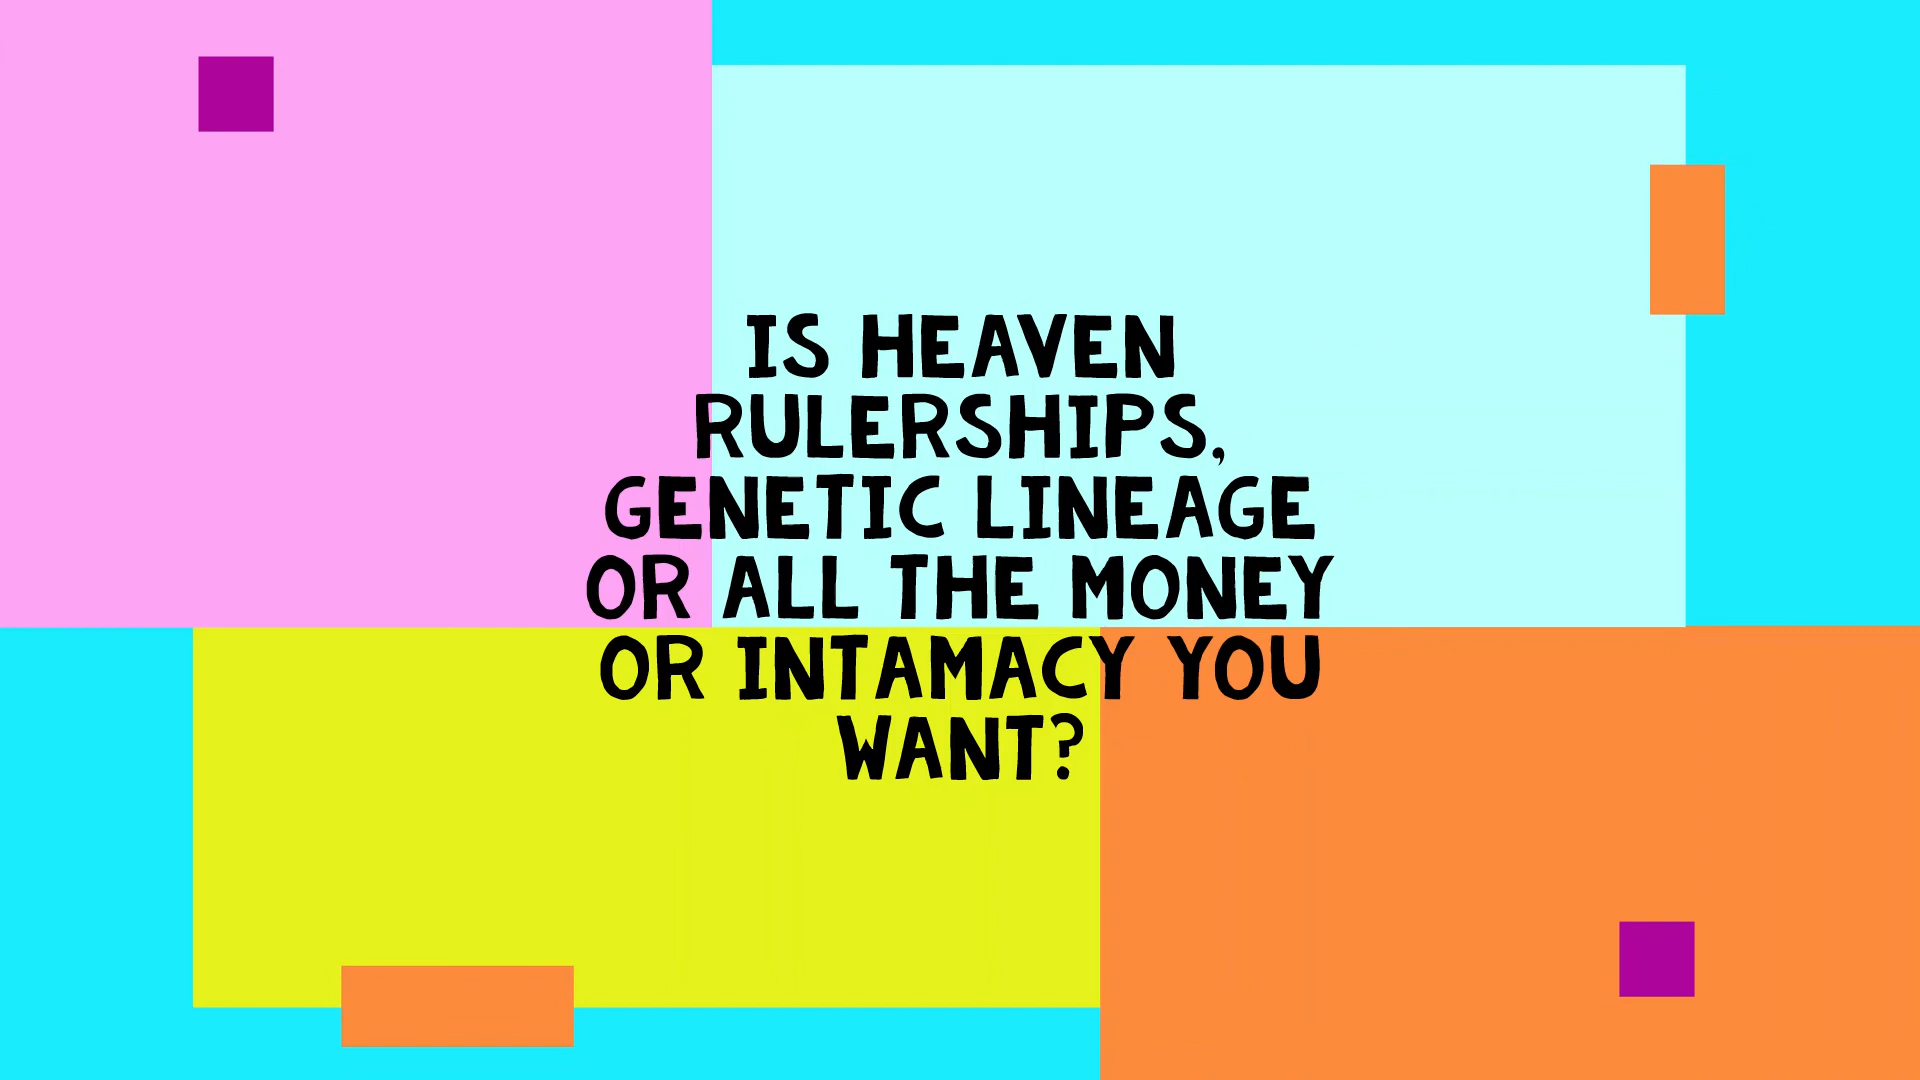 IS HEAVEN
RULERSHIPS,
GENETIC LINEAGE
OR ALL THE MONEY
OR INTAMACY YOU
WANT?